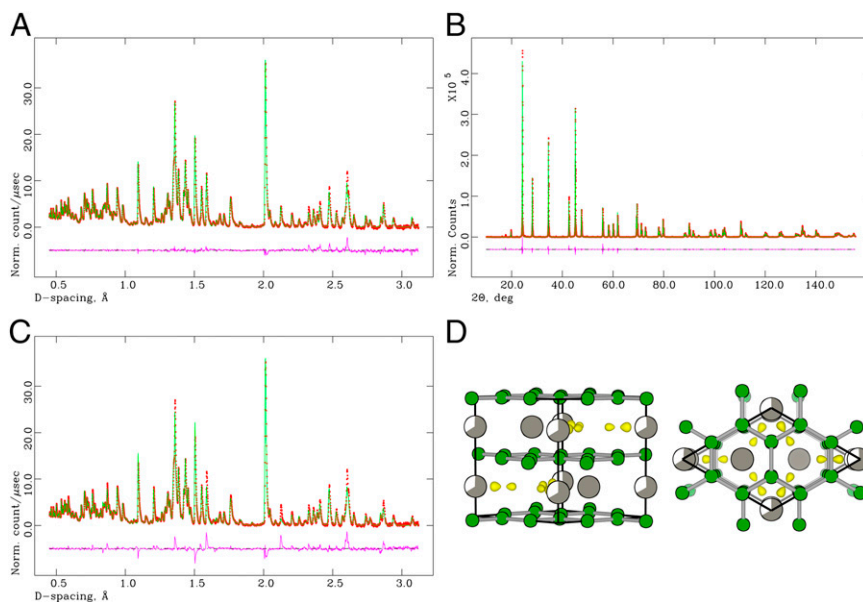 A
Norm. count/μsec
0.0 10.0 20.0 30.0
0.5 1.0 1.5 2.0 2.5 3.0
D-spacing, Å
B
X10 5
Norm. Counts
0.0 1.0 2.0 3.0 4.0
20.0 40.0 60.0 80.0 100.0 120.0 140.0
2Θ, deg
C
Norm. count/μsec
0.0 10.0 20.0 30.0
0.5 1.0 1.5 2.0 2.5 3.0
D-spacing, Å
D